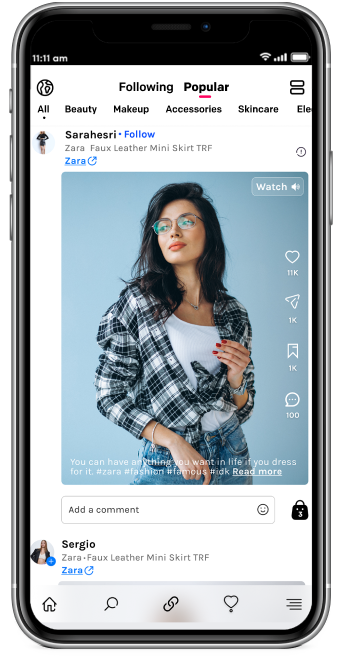 11:11 am
Following Popular
All Beauty Makeup Accessories Skincare Ele
Sarahesri • Follow
Zara Faux Leather Mini Skirt TRF
Zara
Watch
11K
1K
1K
100
You can have anything you want in life if you dress
for it. #zara #fashion #famous #idk Read more
Add a comment
3
Sergio
Zara • Faux Leather Mini Skirt TRF
Zara